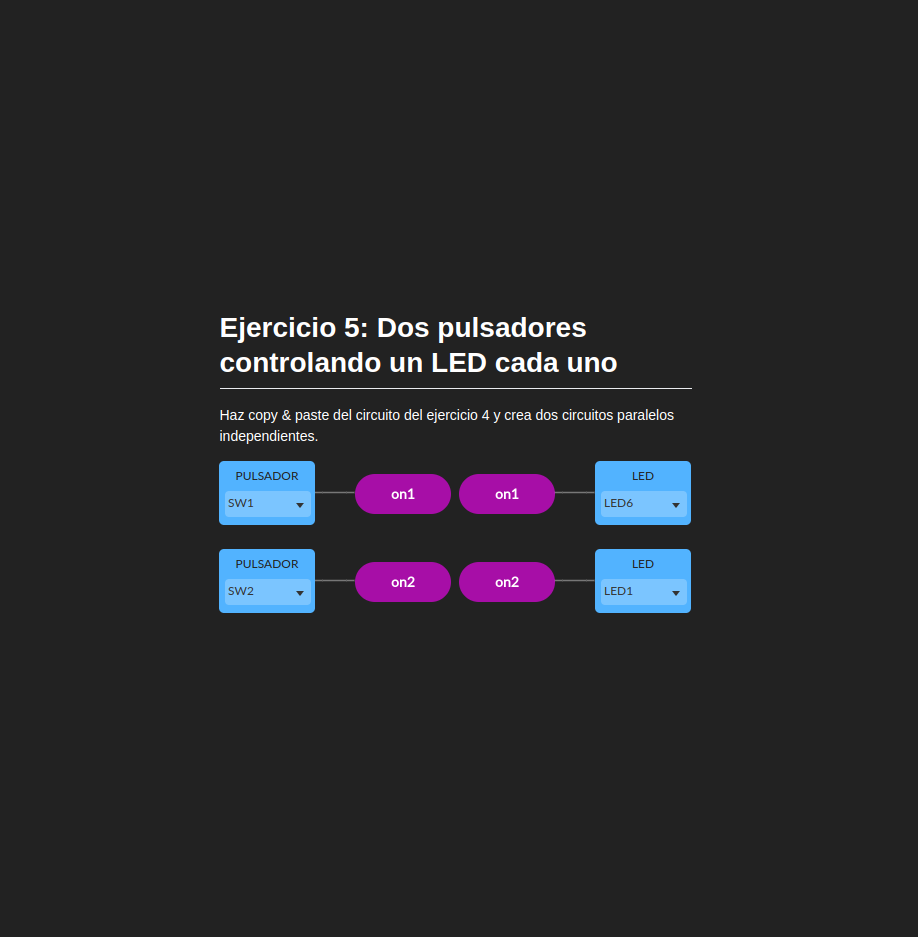 Ejercicio 5: Dos pulsadores
controlando un LED cada uno
Haz copy & paste del circuito del ejercicio 4 y crea dos circuitos paralelos
independientes.
PULSADOR
SW1
on1
on1
LED
LED6
PULSADOR
SW2
on2
on2
LED
LED1